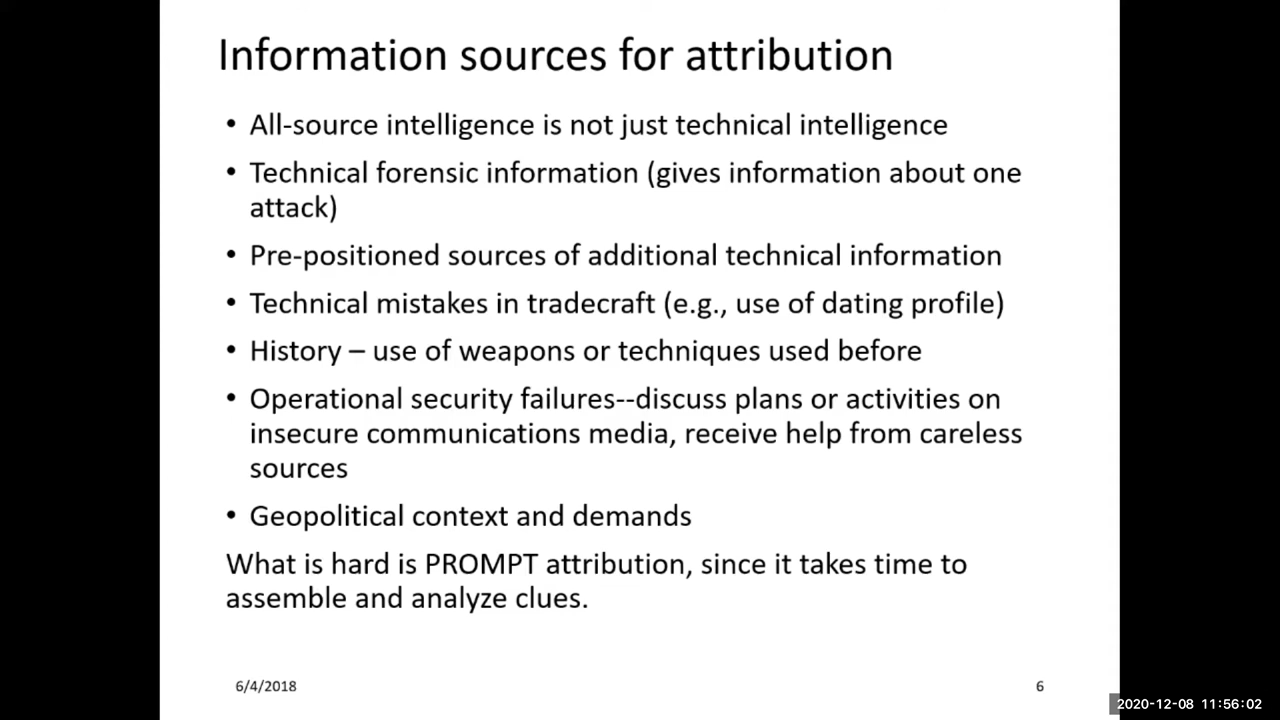 Information sources for attribution
• All-source intelligence is not just technical intelligence
• Technical forensic information (gives information about one
attack)
• Pre-positioned sources of additional technical information
• Technical mistakes in tradecraft (e.g., use of dating profile)
• History – use of weapons or techniques used before
• Operational security failures--discuss plans or activities on
insecure communications media, receive help from careless
sources
• Geopolitical context and demands
What is hard is PROMPT attribution, since it takes time to
assemble and analyze clues.
6/4/2018
6
2020-12-08 11:56:02